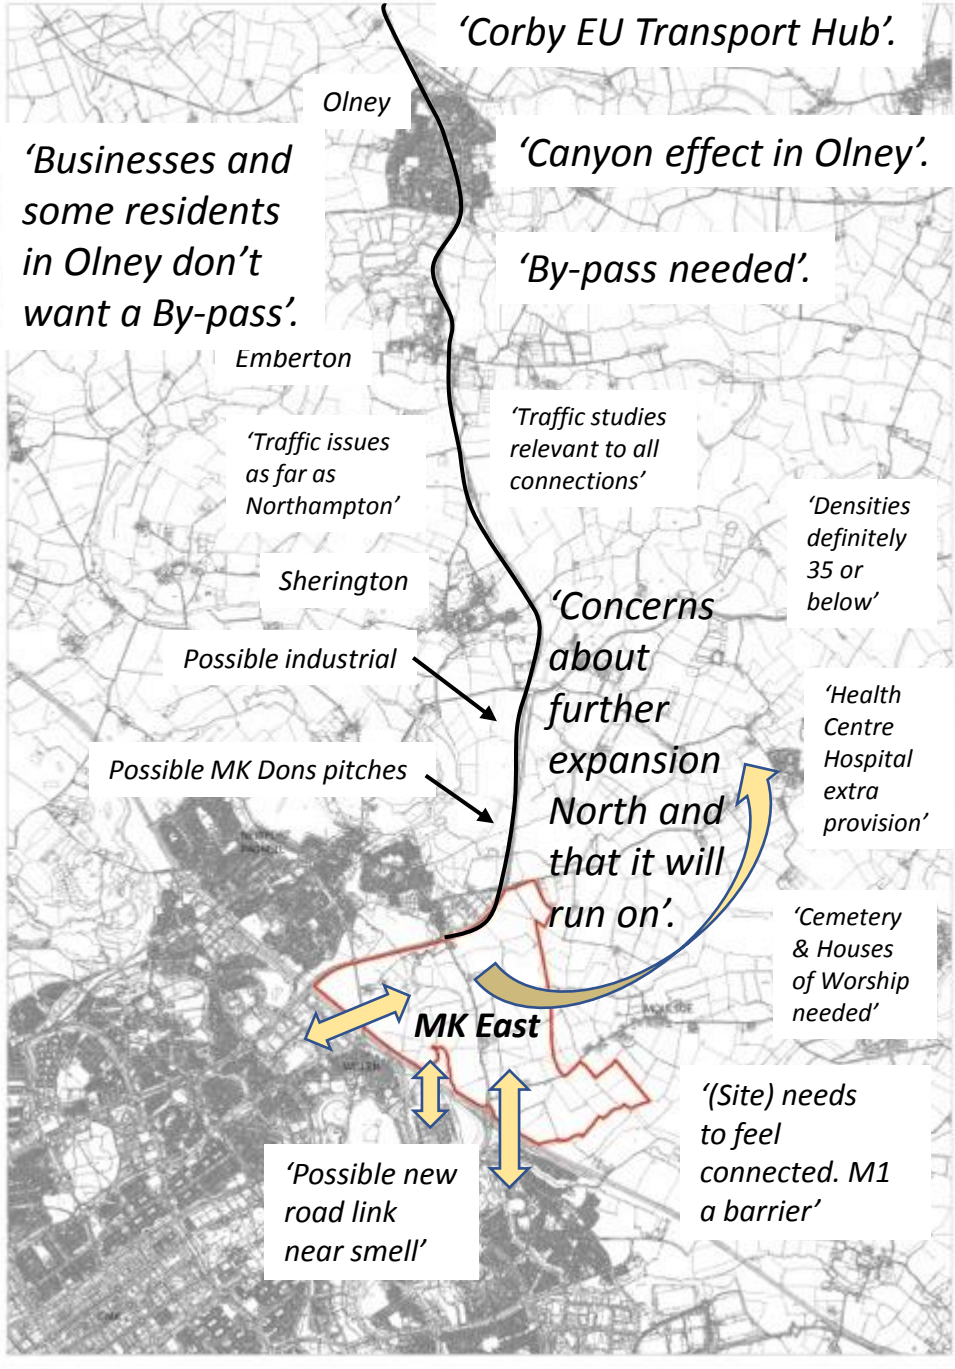 ‘Corby EU Transport Hub’.
Olney
‘Businesses and
some residents
in Olney don’t
want a By-pass’.
‘Canyon effect in Olney’.
‘By-pass needed’.
Emberton
‘Traffic issues
as far as
Northampton’
‘Traffic studies
relevant to all
connections’
‘Densities
definitely
35 or
below’
Sherington
‘Concerns
about
further
expansion
North and
that it will
run on’.
Possible industrial
Possible MK Dons pitches
‘Health
Centre
Hospital
extra
provision’
‘Cemetery
& Houses
of Worship
needed’
MOULSOE
MK East
WILLEN
‘(Site) needs
to feel
connected. M1
a barrier’
‘Possible new
road link
near smell’